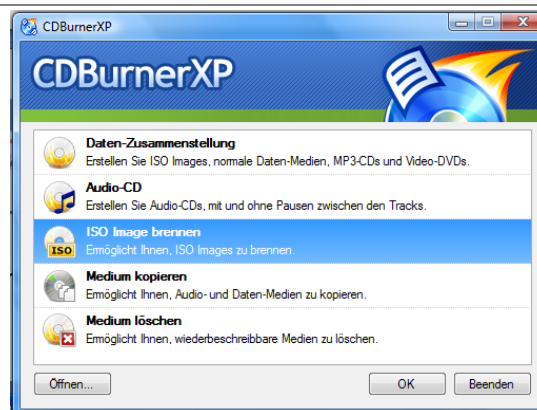 CDBurnerXP
CDBurnerXP
Daten-Zusammenstellung
Erstellen Sie ISO Images, normale Daten-Medien, MP3-CDs und Video-DVDs.
Audio-CD
Erstellen Sie Audio-CDs, mit und ohne Pausen zwischen den Tracks.
ISO Image brennen
ISO
Ermöglicht Ihnen, ISO Images zu brennen.
Medium kopieren
Ermöglicht Ihnen, Audio- und Daten-Medien zu kopieren.
Medium löschen
Ermöglicht Ihnen, wiederbeschreibbare Medien zu löschen.
Öffnen... OK Beenden